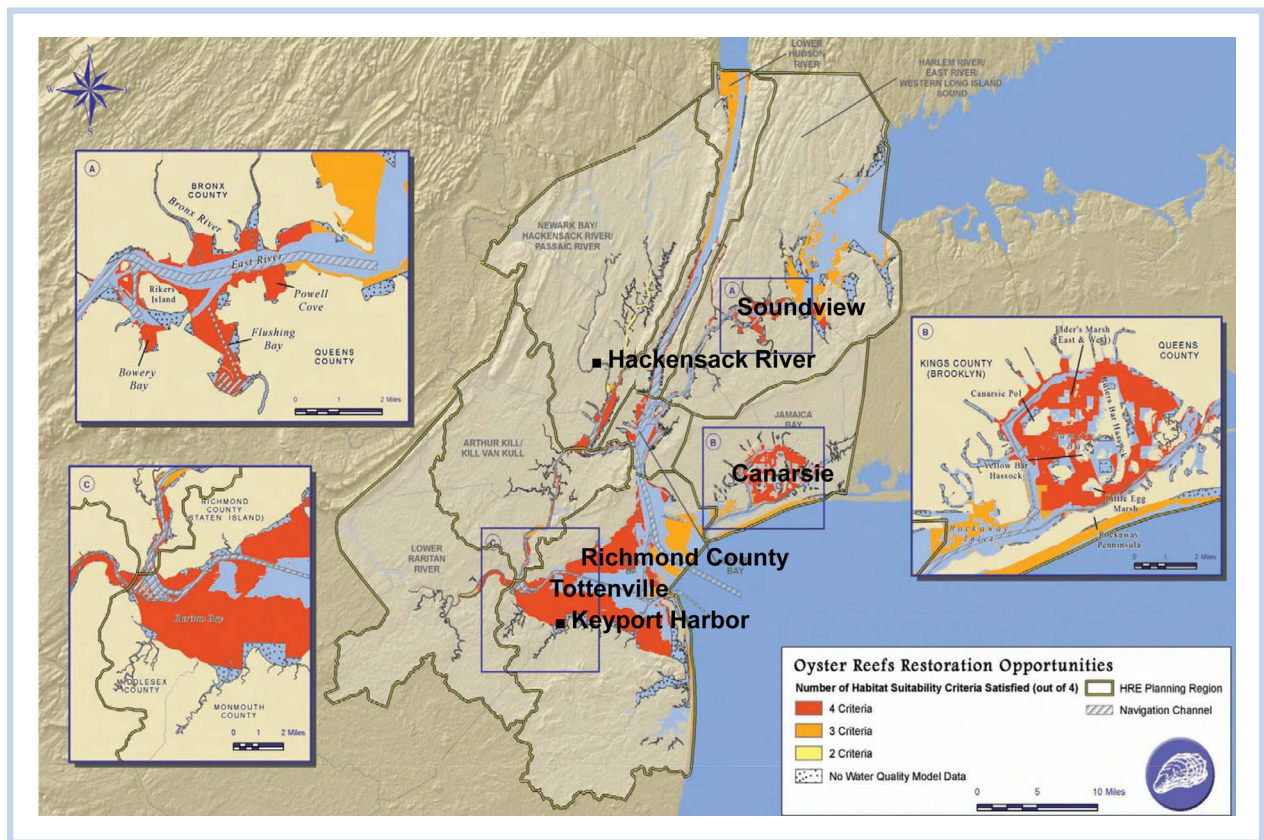 N
W
E
S
LOWER
HUDSON
RIVER
HARLEM RIVER/
EAST RIVER/
WESTERN LONG ISLAND
SOUND
A
BRONX
COUNTY
Bronx River
East River
Rikers
Island
Powell
Cove
Flushing
Bay
Bowery
Bay
QUEENS
COUNTY
0 1 2 Miles
NEWARK BAY/
HACKENSACK RIVER/
PASSAIC RIVER
A
Soundview
Hackensack River
JAMAICA
BAY
B
Canarsie
B
Elder's Marsh
(East & West)
QUEENS
COUNTY
KINGS COUNTY
(BROOKLYN)
Canarsie Pol
Bar Hassock
Yellow Bar
Hassock
Little Egg
Marsh
Rockaway
Inlet
Rockaway
Penninsula
0 1 2 Miles
ARTHUR KILL/
KILL VAN KULL
C
RICHMOND
COUNTY
(STATEN ISLAND)
Raritan Bay
MIDDLESEX
COUNTY
MONMOUTH
COUNTY
0 1 2 Miles
LOWER
RARITAN
RIVER
C
Richmond County
BAY
Tottenville
Keyport Harbor
Oyster Reefs Restoration Opportunities
Number of Habitat Suitability Criteria Satisfied (out of 4)
4 Criteria
3 Criteria
2 Criteria
No Water Quality Model Data
HRE Planning Region
Navigation Channel
0 5 10 Miles